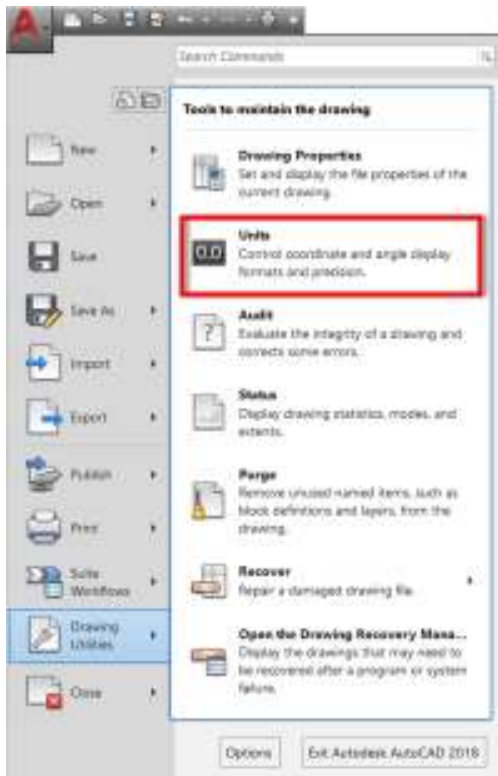 Search Commands
Tools to maintain the drawing
New
Open
Save
Save As
Import
Export
Publish
Print
Suite
Workflows
Drawing
Utilities
Close
Drawing Properties
Set and display the file properties of the
current drawing.
Units
Control coordinate and angle display
formats and precision.
Audit
Evaluate the integrity of a drawing and
corrects some errors.
Status
Display drawing statistics, modes, and
extents.
Purge
Remove unused named items, such as
block definitions and layers, from the
drawing.
Recover
Repair a damaged drawing file.
Open the Drawing Recovery Mana...
Display the drawings that may need to
be recovered after a program or system
failure.
Options
Exit Autodesk AutoCAD 2018